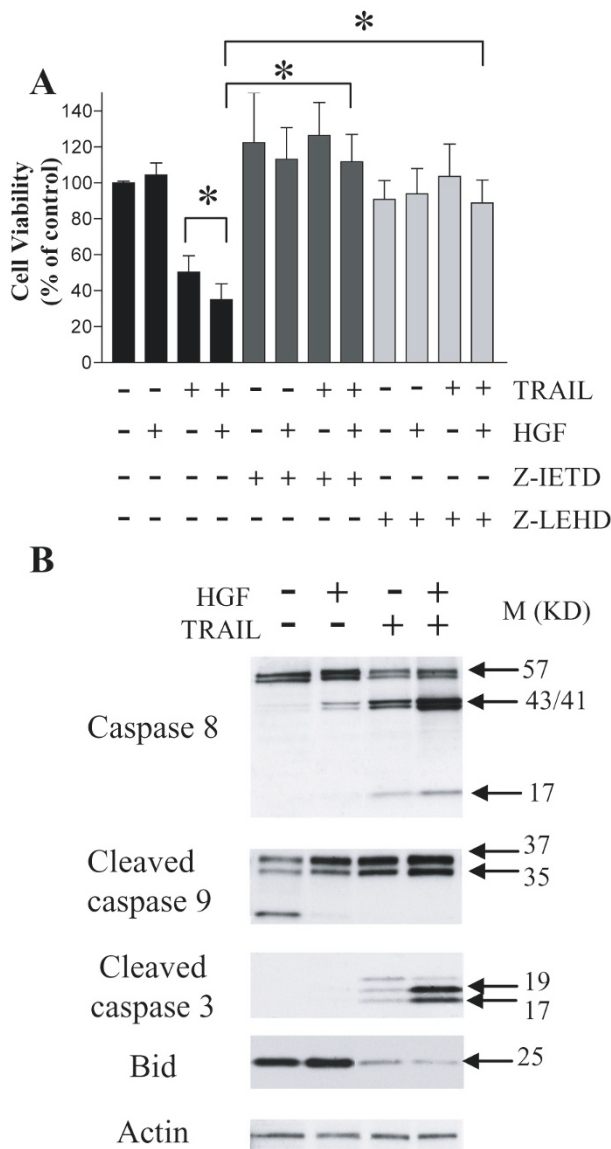 *
*
A
*
Cell Viability
(% of control)
140
120
100
80
60
40
20
0
- - + + - - + + - - + + TRAIL
- + - + - + - + - + - + HGF
- - - - + + + + - - - - Z-IETD
- - - - - - - - + + + + Z-LEHD
B
HGF - + - + M (KD)
TRAIL - - + +
57
Caspase 8
43/41
17
Cleaved
caspase 9
37
35
Cleaved
caspase 3
19
17
Bid
25
Actin